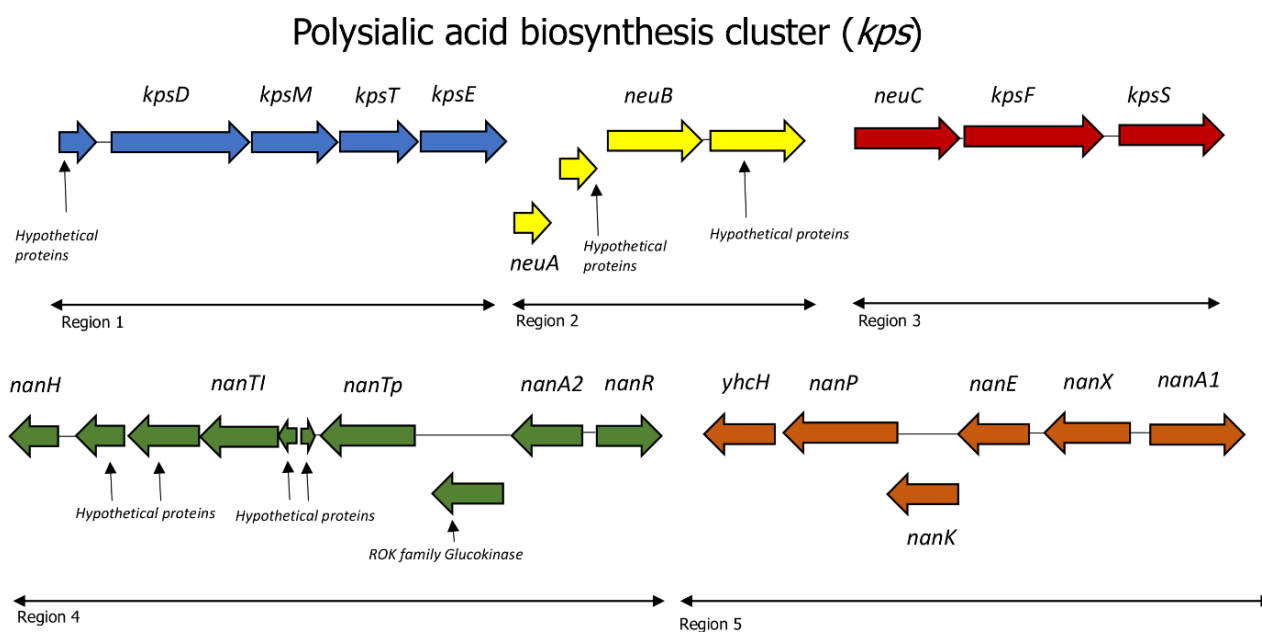 Polysialic acid biosynthesis cluster (kps)
kpsD kpsM kpsT kpsE
neuB
neuC kpsF kpsS
Hypothetical
proteins
neuA
Hypothetical
proteins
Hypothetical proteins
Region 1
Region 2
Region 3
nanH nanTl nanTp nanA2 nanR
yhcH nanP nanE nanX nanA1
Hypothetical proteins
Hypothetical proteins
ROK family Glucokinase
nanK
Region 4
Region 5